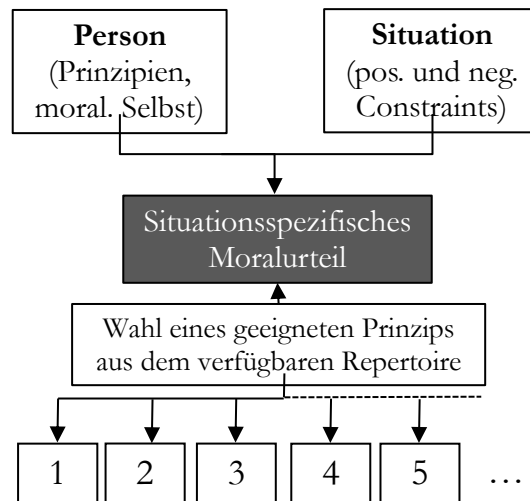 Person
(Prinzipien,
moral. Selbst)
Situation
(pos. und neg.
Constraints)
Situationsspezifisches
Moralurteil
Wahl eines geeigneten Prinzips
aus dem verfügbaren Repertoire
1 2 3 4 5 …